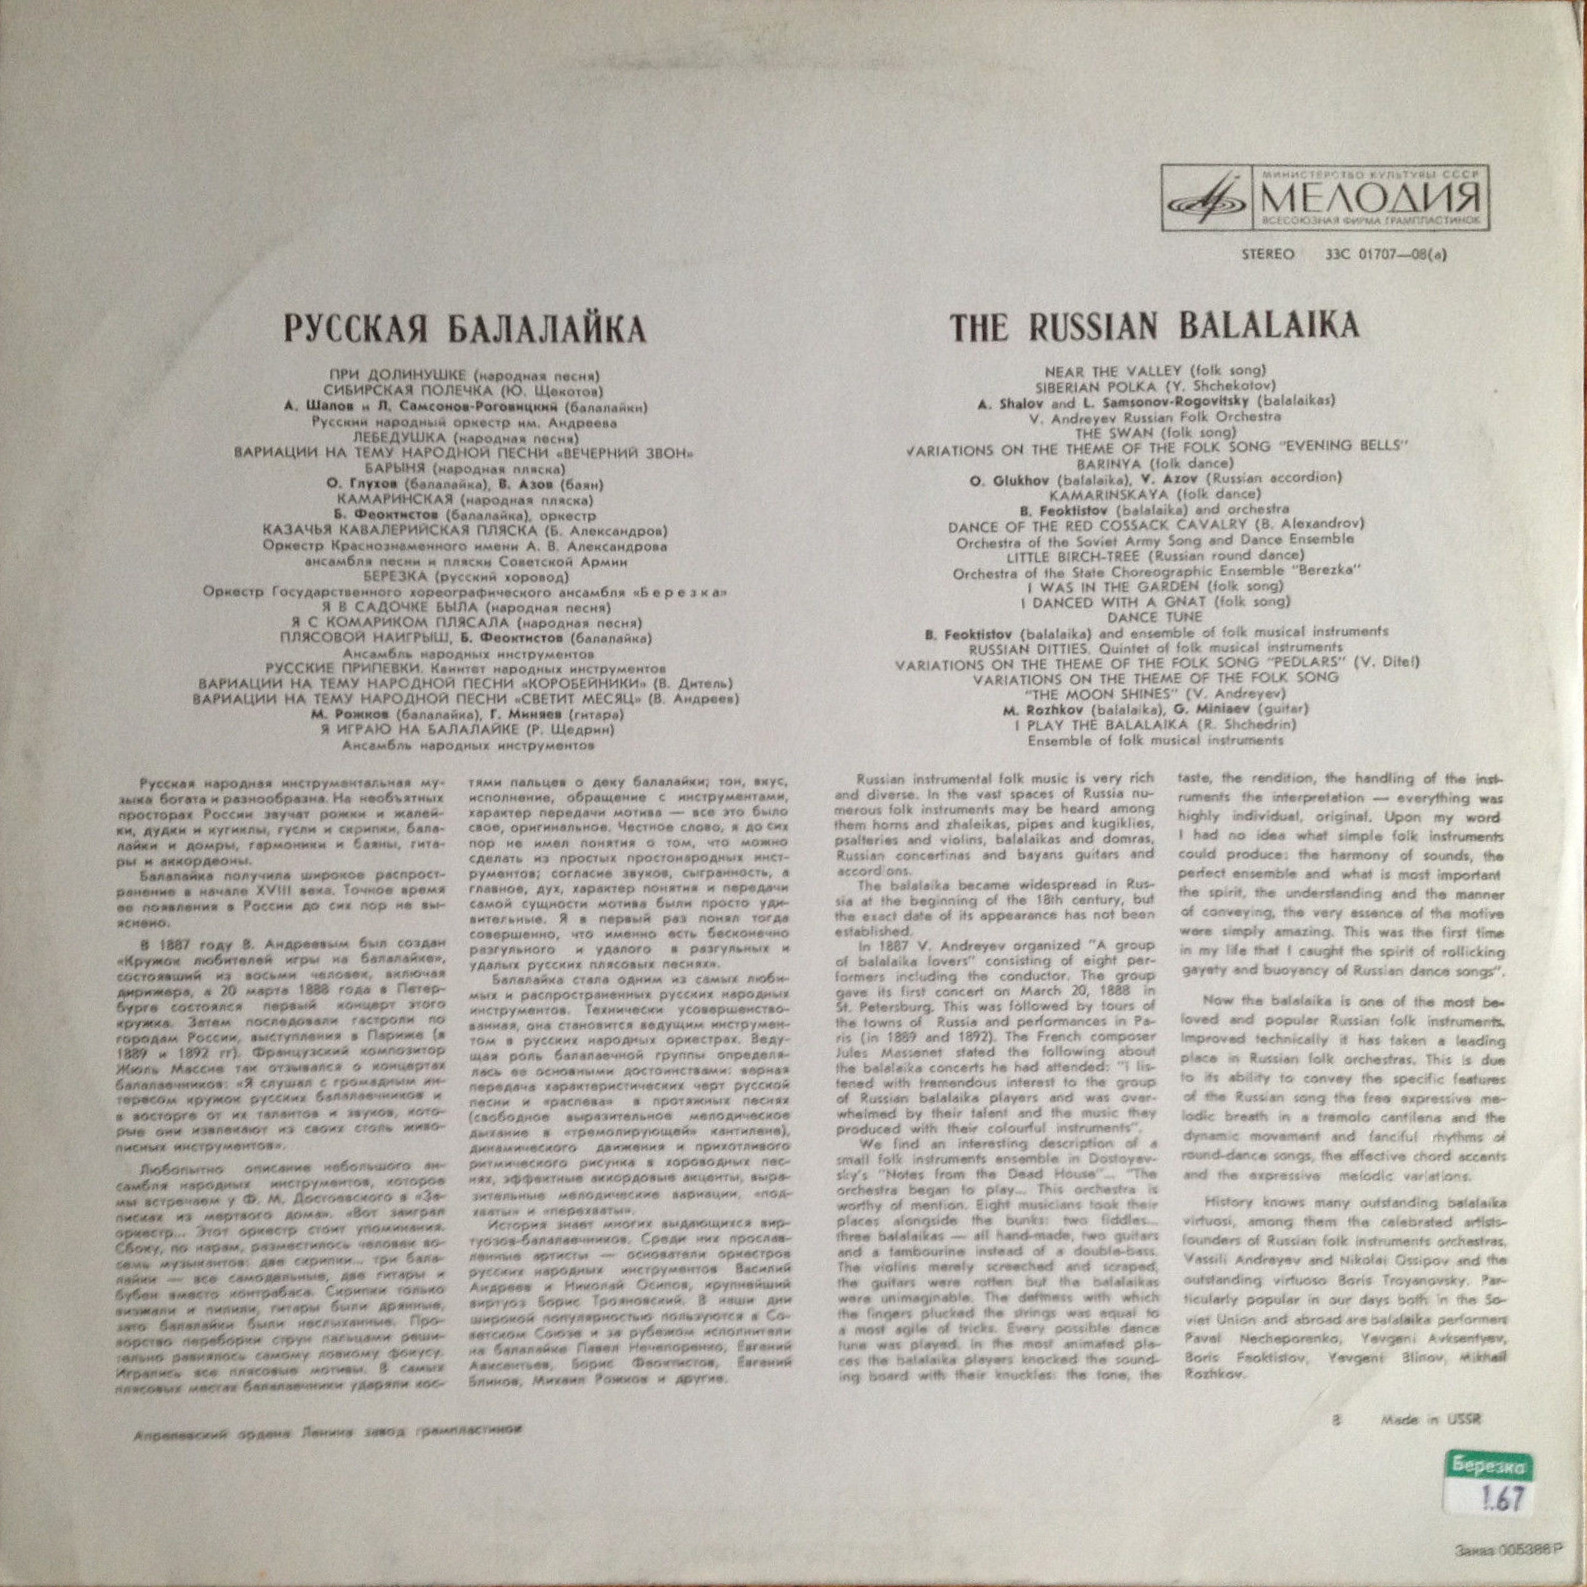 МИНИСТЕРСТВО КУЛЬТУРЫ СССР
МЕЛОДИЯ
ВСЕСОЮЗНАЯ ФИРМА ГРАМПЛАСТИНОК
STEREO 33С 01707—08(а)
РУССКАЯ БАЛАЛАЙКА
ПРИ ДОЛИНУШКЕ (народная песня)
СИБИРСКАЯ ПОЛЕЧКА (Ю. Щекотов)
А. Шалов и Л. Самсонов-Роговицкий (балалайки)
Русский народный оркестр им. Андреева
ЛЕБЕДУШКА (народная песня)
ВАРИАЦИИ НА ТЕМУ НАРОДНОЙ ПЕСНИ «ВЕЧЕРНИЙ ЗВОН»
БАРЫНЯ (народная пляска)
О. Глухов (балалайка), В. Азов (баян)
КАМАРИНСКАЯ (народная пляска)
Б. Феоктистов (балалайка), оркестр
КАЗАЧЬЯ КАВАЛЕРИЙСКАЯ ПЛЯСКА (Б. Александров)
Оркестр Краснознаменного имени А. В. Александрова
ансамбля песни и пляски Советской Армии
БЕРЕЗКА (русский хоровод)
Оркестр Государственного хореографического ансамбля «Березка»
Я В САДОЧКЕ БЫЛА (народная песня)
Я С КОМАРИКОМ ПЛЯСАЛА (народная песня)
ПЛЯСОВОЙ НАИГРЫШ, Б. Феоктистов (балалайка)
Ансамбль народных инструментов
РУССКИЕ ПРИПЕВКИ. Квинтет народных инструментов
ВАРИАЦИИ НА ТЕМУ НАРОДНОЙ ПЕСНИ «КОРОБЕЙНИКИ» (В. Дитель)
ВАРИАЦИИ НА ТЕМУ НАРОДНОЙ ПЕСНИ «СВЕТИТ МЕСЯЦ» (В. Андреев)
М. Рожков (балалайка), Г. Миняев (гитара)
Я ИГРАЮ НА БАЛАЛАЙКЕ (Р. Щедрин)
Ансамбль народных инструментов
Русская народная инструментальная му-
зыка богата и разнообразна. На необъятных
просторах России звучат рожки и жалей-
ки, дудки и кугиклы, гусли и скрипки, бала-
лайки и домры, гармоники и баяны, гита-
ры и аккордеоны.
Балалайка получила широкое распрост-
ранение в начале XVIII века. Точное время
ее появления в России до сих пор не вы-
яснено.
В 1887 году В. Андреевым был создан
«Кружок любителей игры на балалайке»,
состоявший из восьми человек, включая
дирижера, а 20 марта 1888 года в Петер-
бурге состоялся первый концерт этого
кружка. Затем последовали гастроли по
городам России, выступления в Париже (в
1889 и 1892 гг). Французский композитор
Жюль Массне так отзывался о концертах
балалаечников: «Я слушал с громадным ин-
тересом кружок русских балалаечников и
в восторге от их талантов и звуков, кото-
рые они извлекают из своих столь живо-
писных инструментов».
Любопытно описание небольшого ан-
самбля народных инструментов, которое
мы встречаем у Ф. М. Достоевского в «За-
писках из мертвого дома». «Вот заиграл
оркестр... Этот оркестр стоит упоминания.
Сбоку, по нарам, разместилось человек во-
семь музыкантов: две скрипки... три бала-
лайки — все самодельные, две гитары и
бубен вместо контрабаса. Скрипки только
визжали и пилили, гитары были дрянные,
зато балалайки были неслыханные. Про-
ворство переборки струн пальцами реши-
тельно равнялось самому ловкому фокусу.
Игрались все плясовые мотивы. В самых
плясовых местах балалаечники ударяли кос-
тями пальцев о деку балалайки; тон, вкус,
исполнение, обращение с инструментами,
характер передачи мотива — все это было
свое, оригинальное. Честное слово, я до сих
пор не имел понятия о том, что можно
сделать из простых простонародных инст-
рументов; согласие звуков, сыгранность, а
главное, дух, характер понятия и передачи
самой сущности мотива были просто уди-
вительные. Я в первый раз понял тогда
совершенно, что именно есть бесконечно
разгульного и удалого в разгульных и
удалых русских плясовых песнях».
Балалайка стала одним из самых люби-
мых и распространенных русских народных
инструментов. Технически усовершенство-
ванная, она становится ведущим инструмен-
том в русских народных оркестрах. Веду-
щая роль балалаечной группы определя-
лась ее основными достоинствами: верная
передача характеристических черт русской
песни и «распева» в протяжных песнях
(свободное выразительное мелодическое
дыхание в «тремолирующей» кантилене),
динамического движения и прихотливого
ритмического рисунка в хороводных пес-
нях, эффектные аккордовые акценты, выра-
зительные мелодические вариации, «под-
хваты» и «перехваты».
История знает многих выдающихся вир-
туозов-балалаечников. Среди них прослав-
ленные артисты — основатели оркестров
русских народных инструментов Василий
Андреев и Николай Осипов, крупнейший
виртуоз Борис Трояновский. В наши дни
широкой популярностью пользуются в Со-
ветском Союзе и за рубежом исполнители
на балалайке Павел Нечепоренко, Евгений
Авксентьев, Борис Феоктистов, Евгений
Блинов, Михаил Рожков и другие.
Апрелевский ордена Ленина завод грампластинок
THE RUSSIAN BALALAIKA
NEAR THE VALLEY (folk song)
SIBERIAN POLKA (Y. Shchekotov)
A. Shalov and L. Samsonov-Rogovitsky (balalaikas)
V. Andreyev Russian Folk Orchestra
THE SWAN (folk song)
VARIATIONS ON THE THEME OF THE FOLK SONG "EVENING BELLS"
BARINYA (folk dance)
O. Glukhov (balalaika), V. Azov (Russian accordion)
KAMARINSKAYA (folk dance)
B. Feoktistov (balalaika) and orchestra
DANCE OF THE RED COSSACK CAVALRY (B. Alexandrov)
Orchestra of the Soviet Army Song and Dance Ensemble
LITTLE BIRCH-TREE (Russian round dance)
Orchestra of the State Choreographic Ensemble "Berezka"
I WAS IN THE GARDEN (folk song)
I DANCED WITH A GNAT (folk song)
DANCE TUNE
B. Feoktistov (balalaika) and ensemble of folk musical instruments
RUSSIAN DITTIES. Quintet of folk musical instruments
VARIATIONS ON THE THEME OF THE FOLK SONG "PEDLARS" (V. Ditel)
VARIATIONS ON THE THEME OF THE FOLK SONG
"THE MOON SHINES" (V. Andreyev)
M. Rozhkov (balalaika), G. Miniaev (guitar)
I PLAY THE BALALAIKA (R. Shchedrin)
Ensemble of folk musical instruments
Russian instrumental folk music is very rich
and diverse. In the vast spaces of Russia nu-
merous folk instruments may be heard among
them horns and zhaleikas, pipes and kugiklies,
psalteries and violins, balalaikas and domras,
Russian concertinas and bayans guitars and
accordions.
The balalaika became widespread in Rus-
sia at the beginning of the 18th century, but
the exact date of its appearance has not been
established.
In 1887 V. Andreyev organized "A group
of balalaika lovers" consisting of eight per-
formers including the conductor. The group
gave its first concert on March 20, 1888 in
St. Petersburg. This was followed by tours of
the towns of Russia and performances in Pa-
ris (in 1889 and 1892). The French composer
Jules Massenet stated the following about
the balalaika concerts he had attended: "I lis-
tened with tremendous interest to the group
of Russian balalaika players and was over-
whelmed by their talent and the music they
produced with their colourful instruments".
We find an interesting description of a
small folk instruments ensemble in Dostoyev-
sky's "Notes from the Dead House"... "The
orchestra began to play... This orchestra is
worthy of mention. Eight musicians took their
places alongside the bunks: two fiddles...
three balalaikas — all hand-made, two guitars
and a tambourine instead of a double-bass.
The violins merely screeched and scraped,
the guitars were rotten but the balalaikas
were unimaginable. The deftness with which
the fingers plucked the strings was equal to
a most agile of tricks. Every possible dance
tune was played. In the most animated pla-
ces the balalaika players knocked the sound-
ing board with their knuckles: the tone, the
taste, the rendition, the handling of the inst-
ruments the interpretation — everything was
highly individual, original. Upon my word
I had no idea what simple folk instruments
could produce: the harmony of sounds, the
perfect ensemble and what is most important
the spirit, the understanding and the manner
of conveying, the very essence of the motive
were simply amazing. This was the first time
in my life that I caught the spirit of rollicking
gayety and buoyancy of Russian dance songs".
Now the balalaika is one of the most be-
loved and popular Russian folk instruments.
Improved technically it has taken a leading
place in Russian folk orchestras. This is due
to its ability to convey the specific features
of the Russian song the free expressive me-
lodic breath in a tremolo cantilena and the
dynamic movement and fanciful rhythms of
round-dance songs, the effective chord accents
and the expressive melodic variations.
History knows many outstanding balalaika
virtuosi, among them the celebrated artists-
founders of Russian folk instruments orchestras,
Vassili Andreyev and Nikolai Ossipov and the
outstanding virtuoso Boris Troyanovsky. Par-
ticularly popular in our days both in the So-
viet Union and abroad are balalaika performers
Pavel Necheporenko, Yevgeni Avksentyev,
Boris Feoktistov, Yevgeni Blinov, Mikhail
Rozhkov.
8 Made in USSR
Березка
1.67
Заказ 005386Р